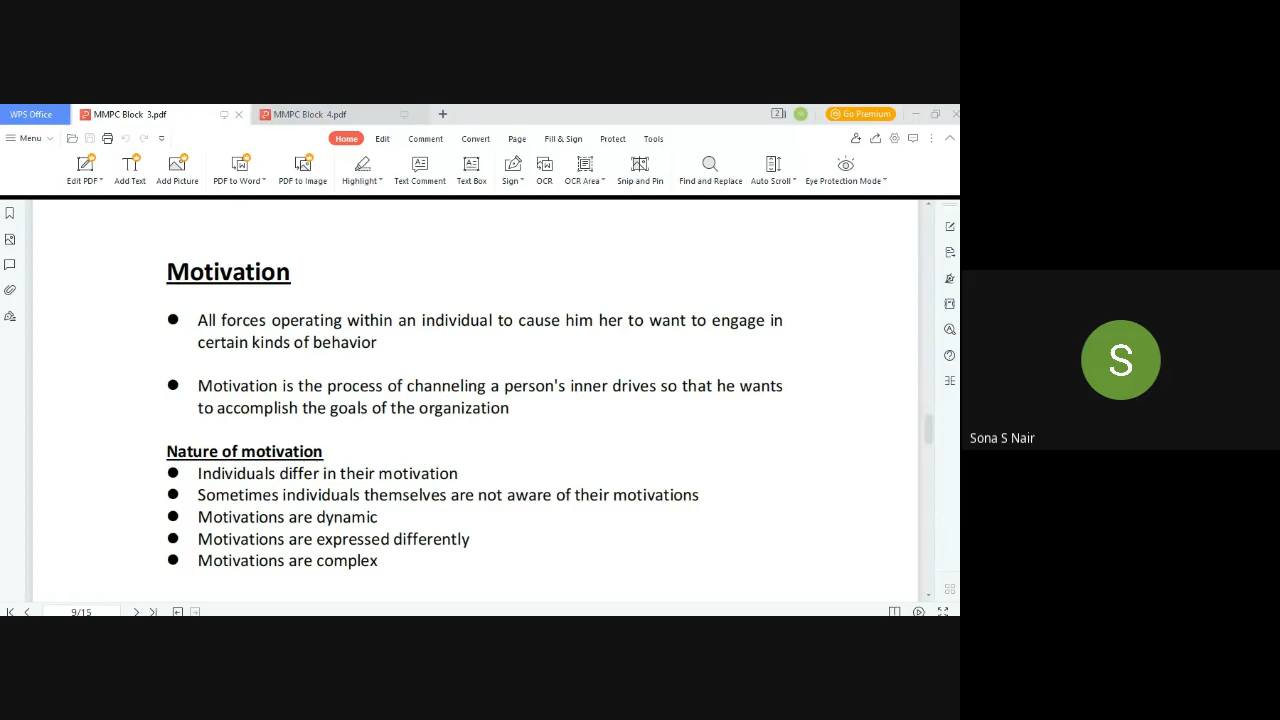 WPS Office MMPC Block 3.pdf MMPC Block 4.pdf + 2 Go Premium
Menu Home Edit Comment Convert Page Fill & Sign Protect Tools
Edit PDF Add Text Add Picture PDF to Word PDF to Image Highlight Text Comment Text Box Sign OCR OCR Area Snip and Pin Find and Replace Auto Scroll Eye Protection Mode
Motivation
● All forces operating within an individual to cause him her to want to engage in
certain kinds of behavior
● Motivation is the process of channeling a person's inner drives so that he wants
to accomplish the goals of the organization
Nature of motivation
● Individuals differ in their motivation
● Sometimes individuals themselves are not aware of their motivations
● Motivations are dynamic
● Motivations are expressed differently
● Motivations are complex
9/15
S
Sona S Nair